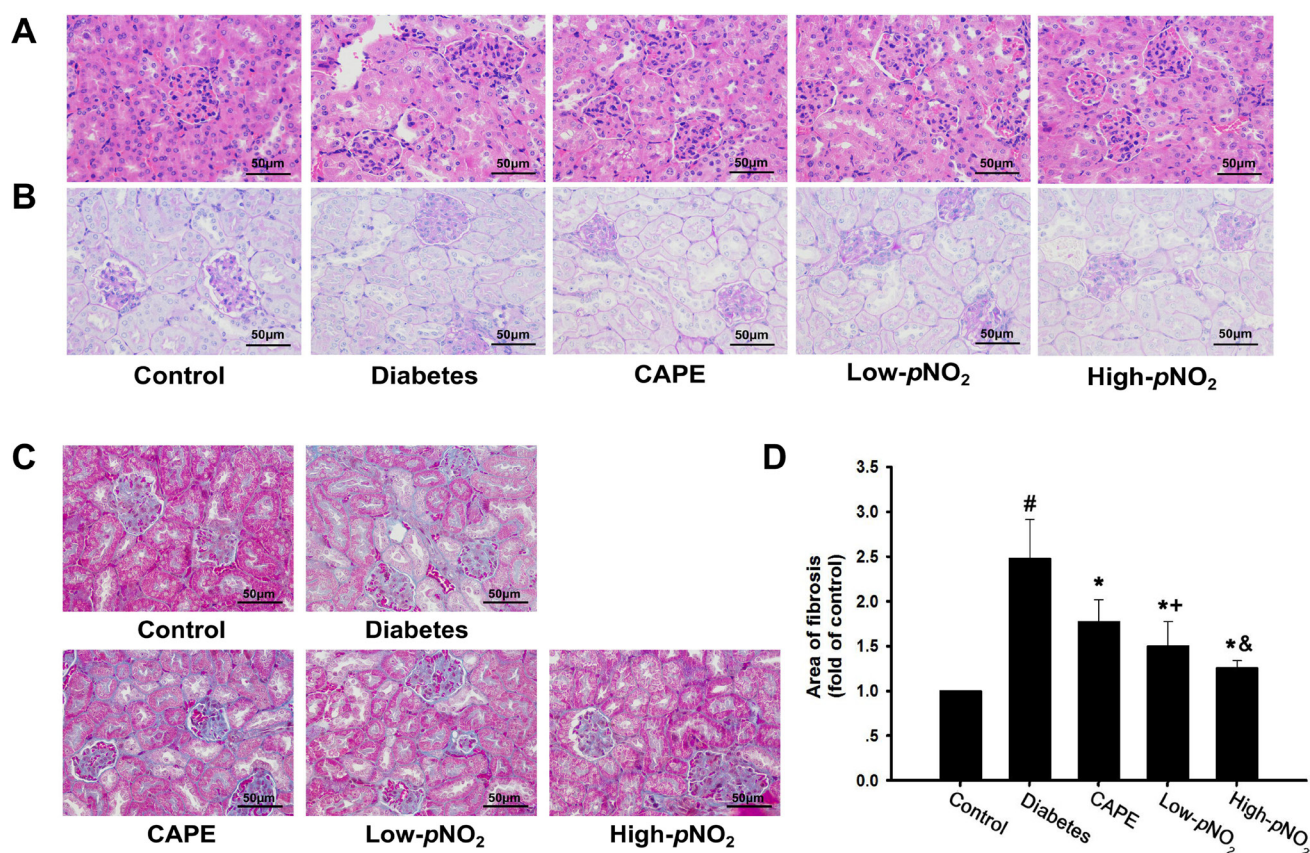 A
50μm 50μm 50μm 50μm 50μm
B
50μm 50μm 50μm 50μm 50μm
Control Diabetes CAPE Low-pNO₂ High-pNO₂
C
50μm 50μm
Control Diabetes
50μm 50μm 50μm
CAPE Low-pNO₂ High-pNO₂
D
Area of fibrosis
(fold of control)
3.5
3.0
2.5
2.0
1.5
1.0
.5
0.0
#
*
*+
*&
Control
Diabetes
CAPE
Low-pNO₂
High-pNO₂